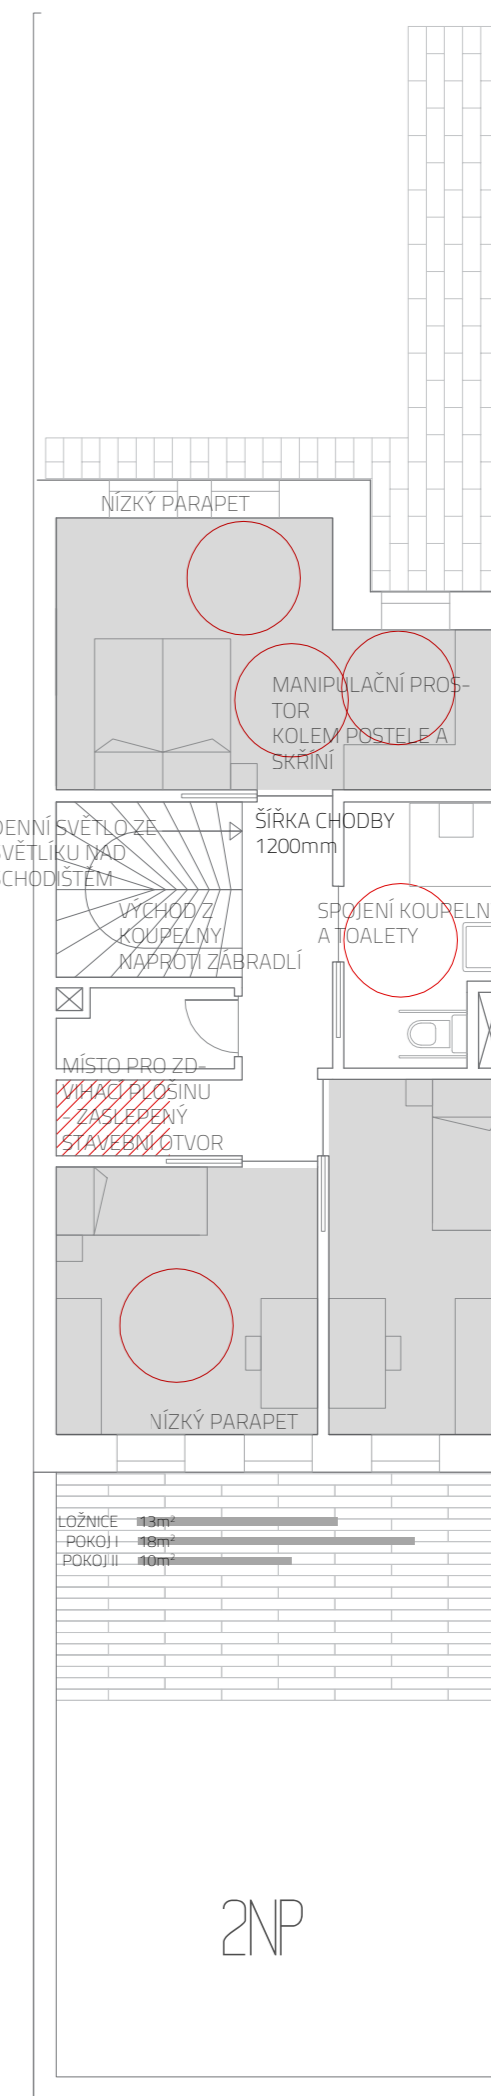 NÍZKÝ PARAPET
MANIPULAČNÍ PROS-
TOR
KOLEM POSTELE A
SKŘÍNÍ
DENNÍ SVĚTLO ZE
SVĚTLÍKU NAD
SCHODIŠTĚM
ŠÍŘKA CHODBY
1200mm
VÝCHOD Z
KOUPELNY
NAPROTI ZÁBRADLÍ
SPOJENÍ KOUPELN
A TOALETY
MÍSTO PRO ZD-
VIHACÍ PLOŠINU
- ZASLEPENÝ
STAVEBNÍ OTVOR
NÍZKÝ PARAPET
LOŽNICE 13m²
POKOJ I 18m²
POKOJ II 10m²
2NP